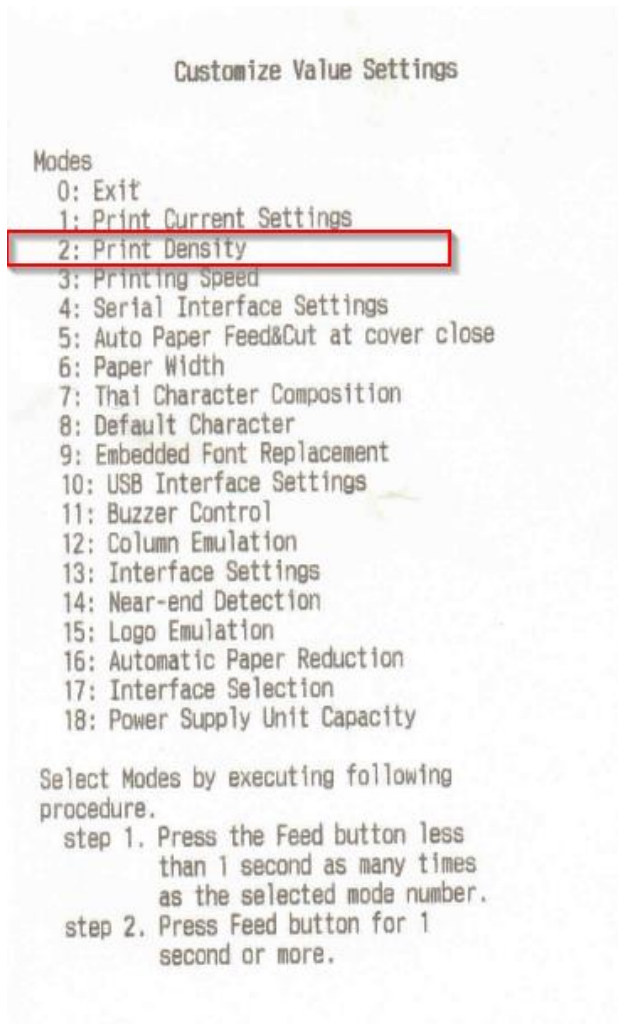 Customize Value Settings
Modes
0: Exit
1: Print Current Settings
2: Print Density
3: Printing Speed
4: Serial Interface Settings
5: Auto Paper Feed&Cut at cover close
6: Paper Width
7: Thai Character Composition
8: Default Character
9: Embedded Font Replacement
10: USB Interface Settings
11: Buzzer Control
12: Column Emulation
13: Interface Settings
14: Near-end Detection
15: Logo Emulation
16: Automatic Paper Reduction
17: Interface Selection
18: Power Supply Unit Capacity
Select Modes by executing following
procedure.
step 1. Press the Feed button less
than 1 second as many times
as the selected mode number.
step 2. Press Feed button for 1
second or more.